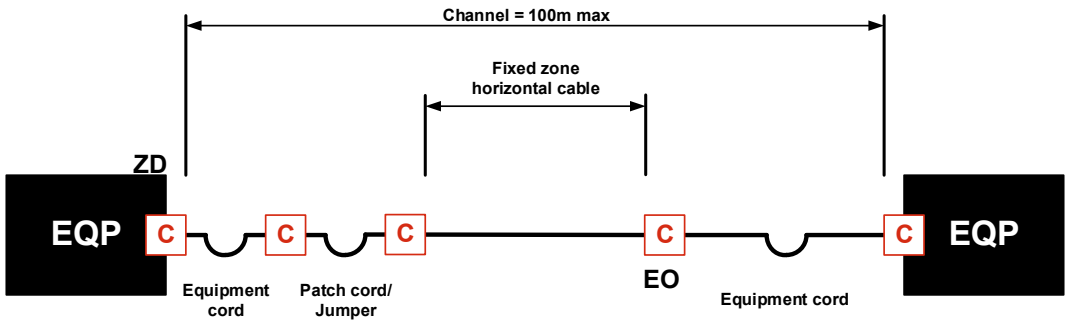 Channel = 100m max
Fixed zone
horizontal cable
ZD
EQP
C
C
C
C
C
EQP
EO
Equipment
cord
Patch cord/
Jumper
Equipment cord